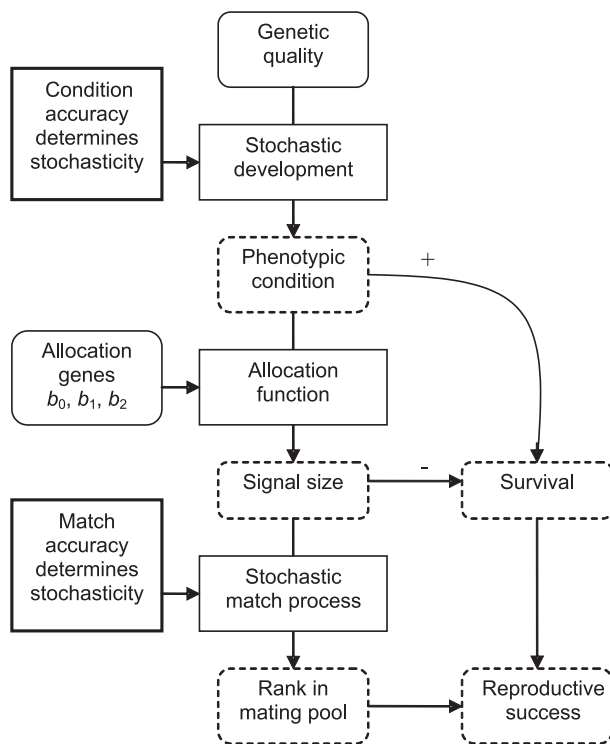 Genetic
quality
Condition
accuracy
determines
stochasticity
Stochastic
development
Phenotypic
condition
+
Allocation
genes
b0, b1, b2
Allocation
function
Signal size
-
Survival
Match
accuracy
determines
stochasticity
Stochastic
match process
Rank in
mating pool
Reproductive
success